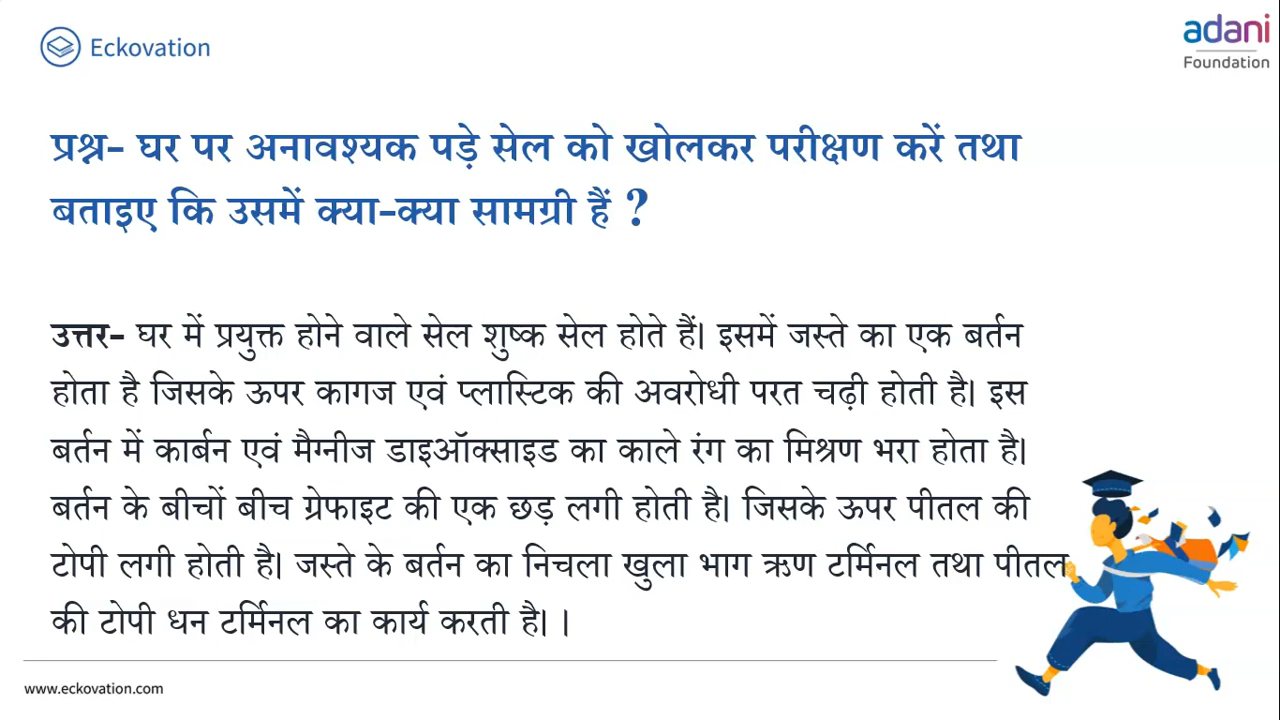 Eckovation
adani
Foundation
प्रश्न- घर पर अनावश्यक पड़े सेल को खोलकर परीक्षण करें तथा
बताइए कि उसमें क्या-क्या सामग्री हैं ?
उत्तर- घर में प्रयुक्त होने वाले सेल शुष्क सेल होते हैं। इसमें जस्ते का एक बर्तन
होता है जिसके ऊपर कागज एवं प्लास्टिक की अवरोधी परत चढ़ी होती है। इस
बर्तन में कार्बन एवं मैग्नीज डाइऑक्साइड का काले रंग का मिश्रण भरा होता है।
बर्तन के बीचों बीच ग्रेफाइट की एक छड़ लगी होती है। जिसके ऊपर पीतल की
टोपी लगी होती है। जस्ते के बर्तन का निचला खुला भाग ऋण टर्मिनल तथा पीतल
की टोपी धन टर्मिनल का कार्य करती है। ।
www.eckovation.com